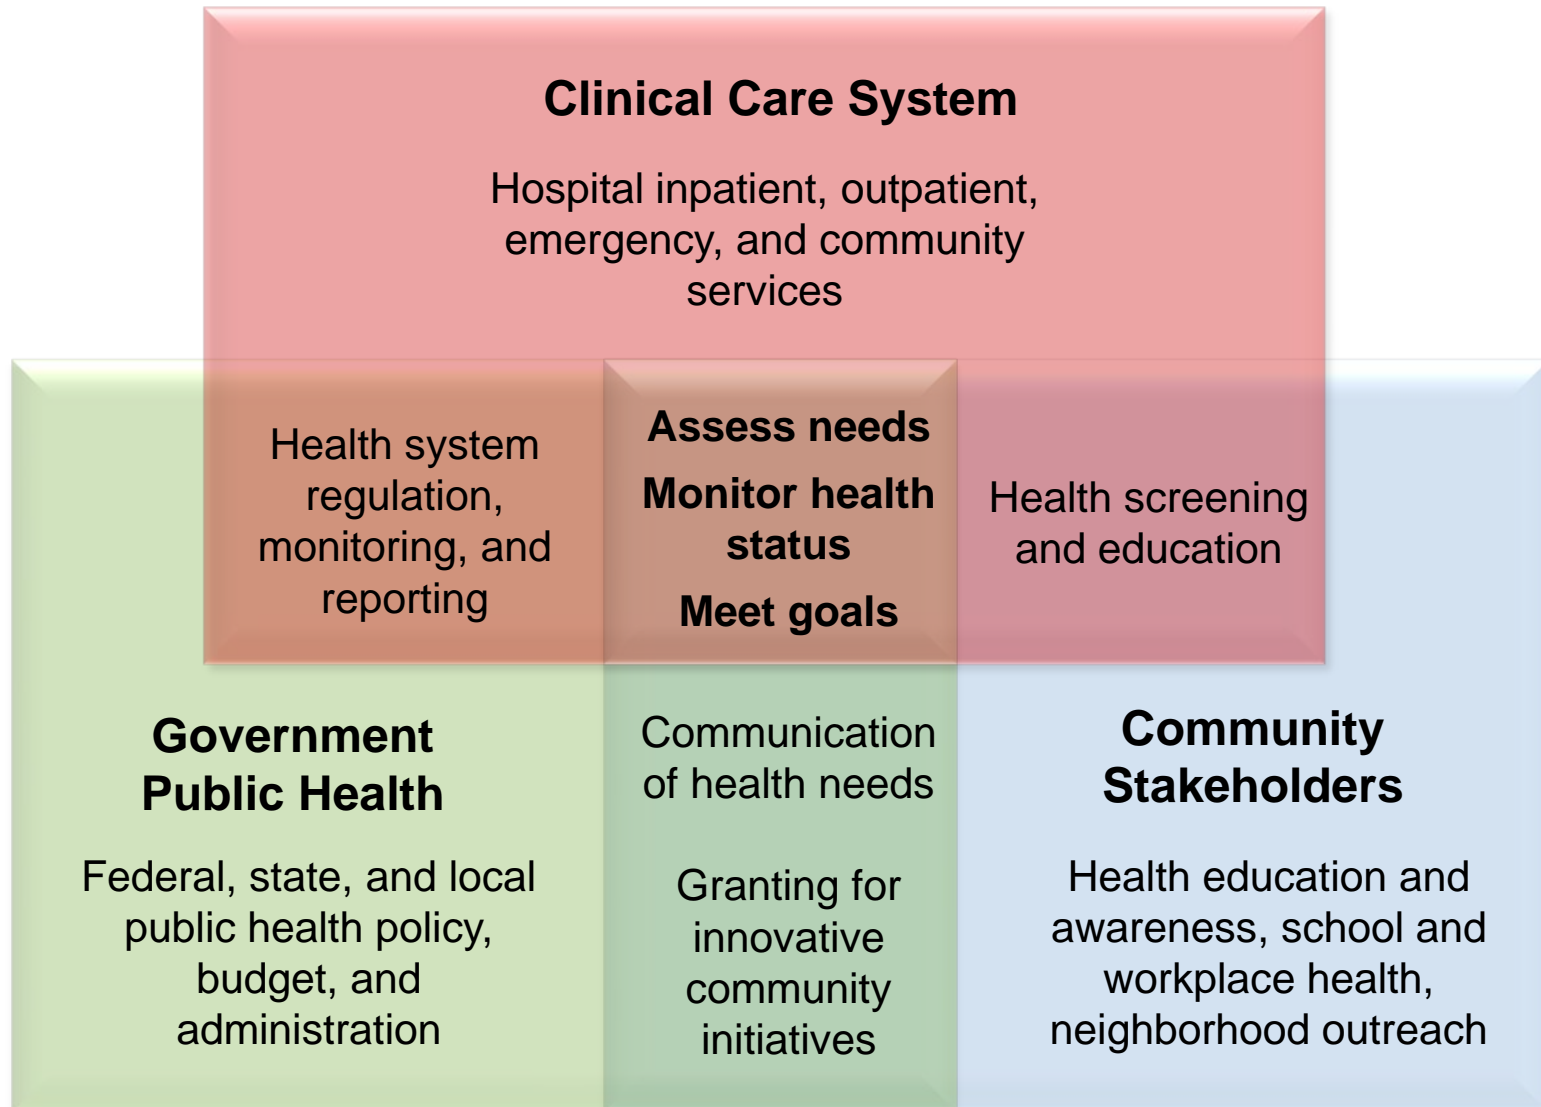 Clinical Care System
Hospital inpatient, outpatient,
emergency, and community
services
Health system
regulation,
monitoring, and
reporting
Assess needs
Monitor health
status
Meet goals
Health screening
and education
Government
Public Health
Federal, state, and local
public health policy,
budget, and
administration
Communication
of health needs
Granting for
innovative
community
initiatives
Community
Stakeholders
Health education and
awareness, school and
workplace health,
neighborhood outreach